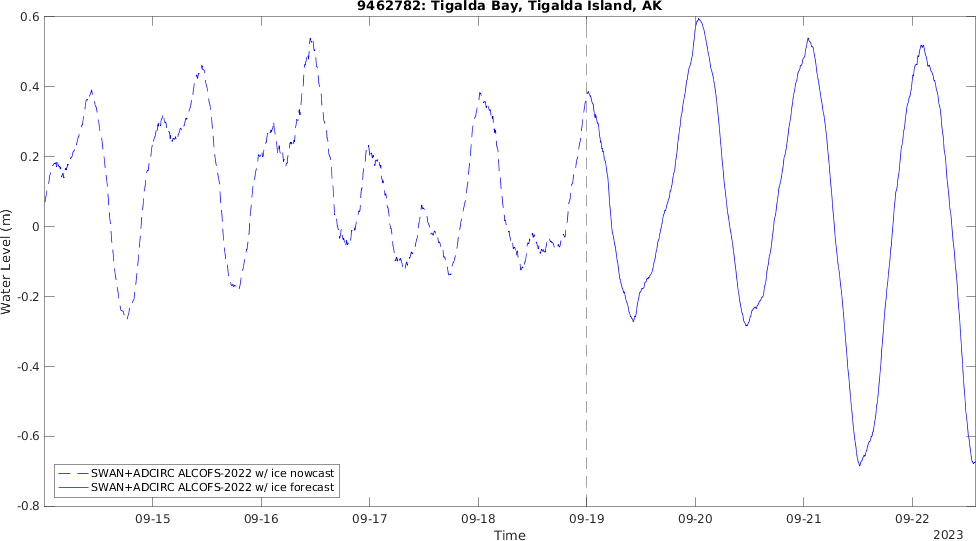 9462782: Tigalda Bay, Tigalda Island, AK
0.6
0.4
0.2
0
-0.2
-0.4
-0.6
-0.8
Water Level (m)
SWAN+ADCIRC ALCOFS-2022 w/ ice nowcast
SWAN+ADCIRC ALCOFS-2022 w/ ice forecast
09-15 09-16 09-17 09-18 09-19 09-20 09-21 09-22
Time
2023